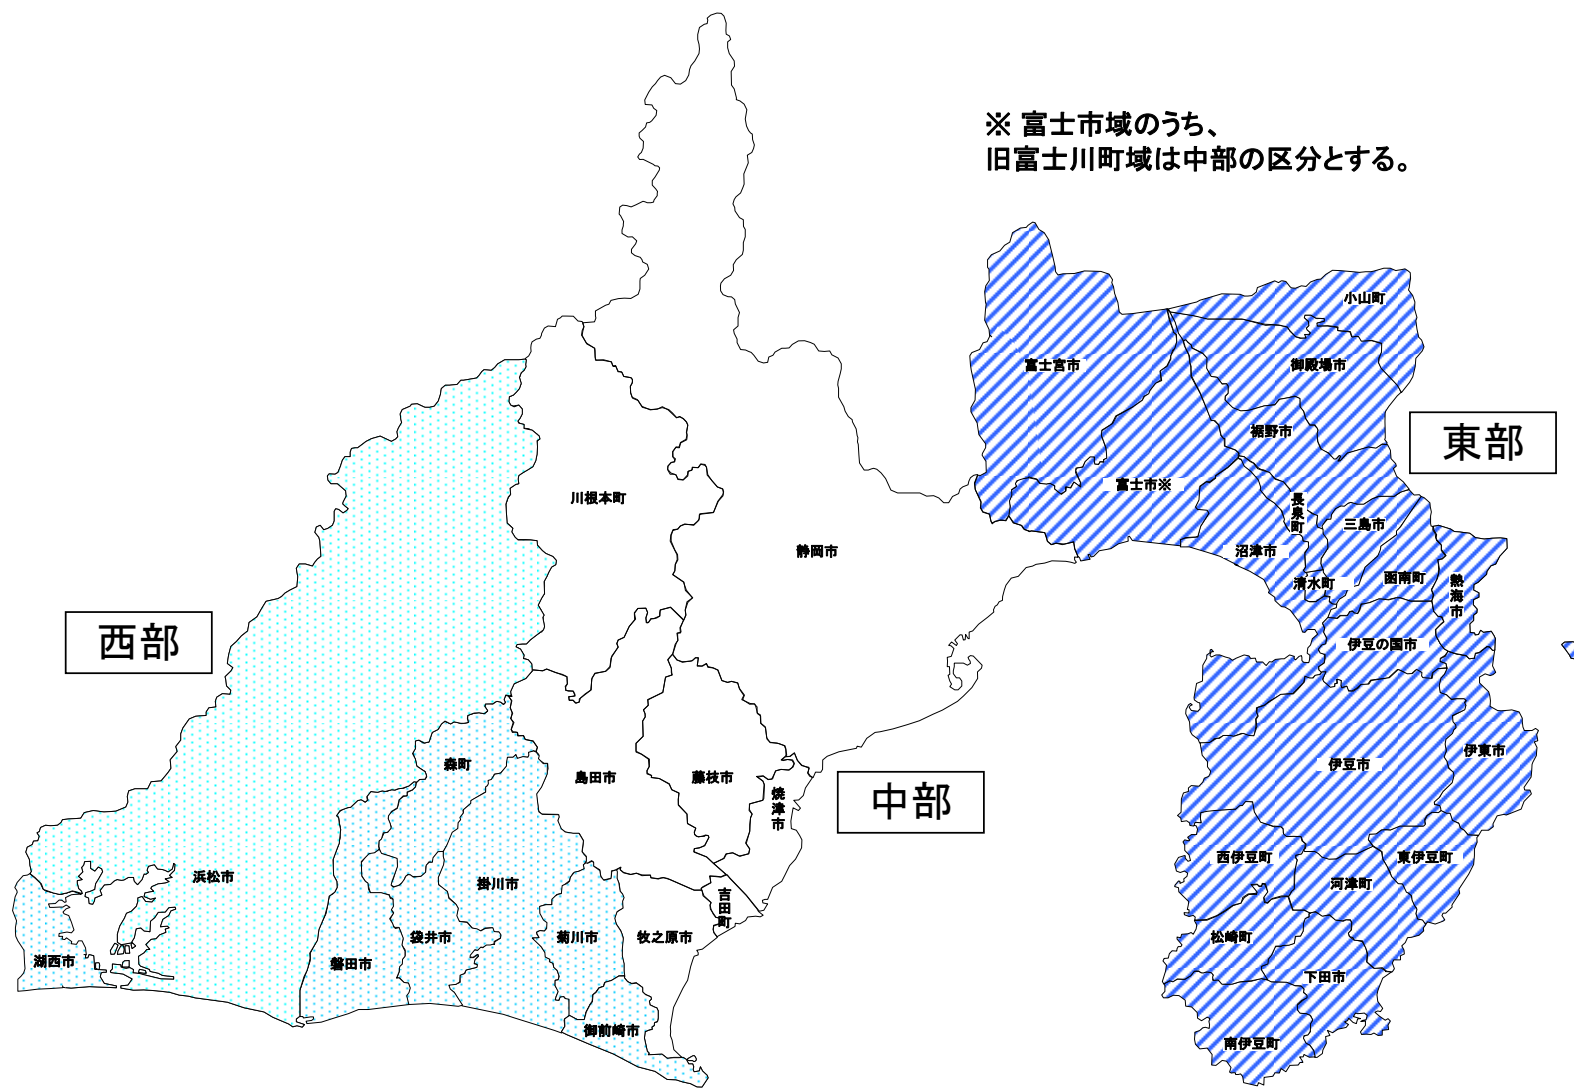 ※ 富士市域のうち、
旧富士川町域は中部の区分とする。
小山町
富士宮市
御殿場市
裾野市
東部
富士市※
川根本町
長泉町
三島市
静岡市
沼津市
清水町
函南町
熱海市
西部
伊豆の国市
伊東市
伊豆市
森町
島田市
藤枝市
焼津市
中部
西伊豆町
東伊豆町
河津町
浜松市
掛川市
吉田町
牧之原市
菊川市
袋井市
松崎町
湖西市
磐田市
下田市
御前崎市
南伊豆町